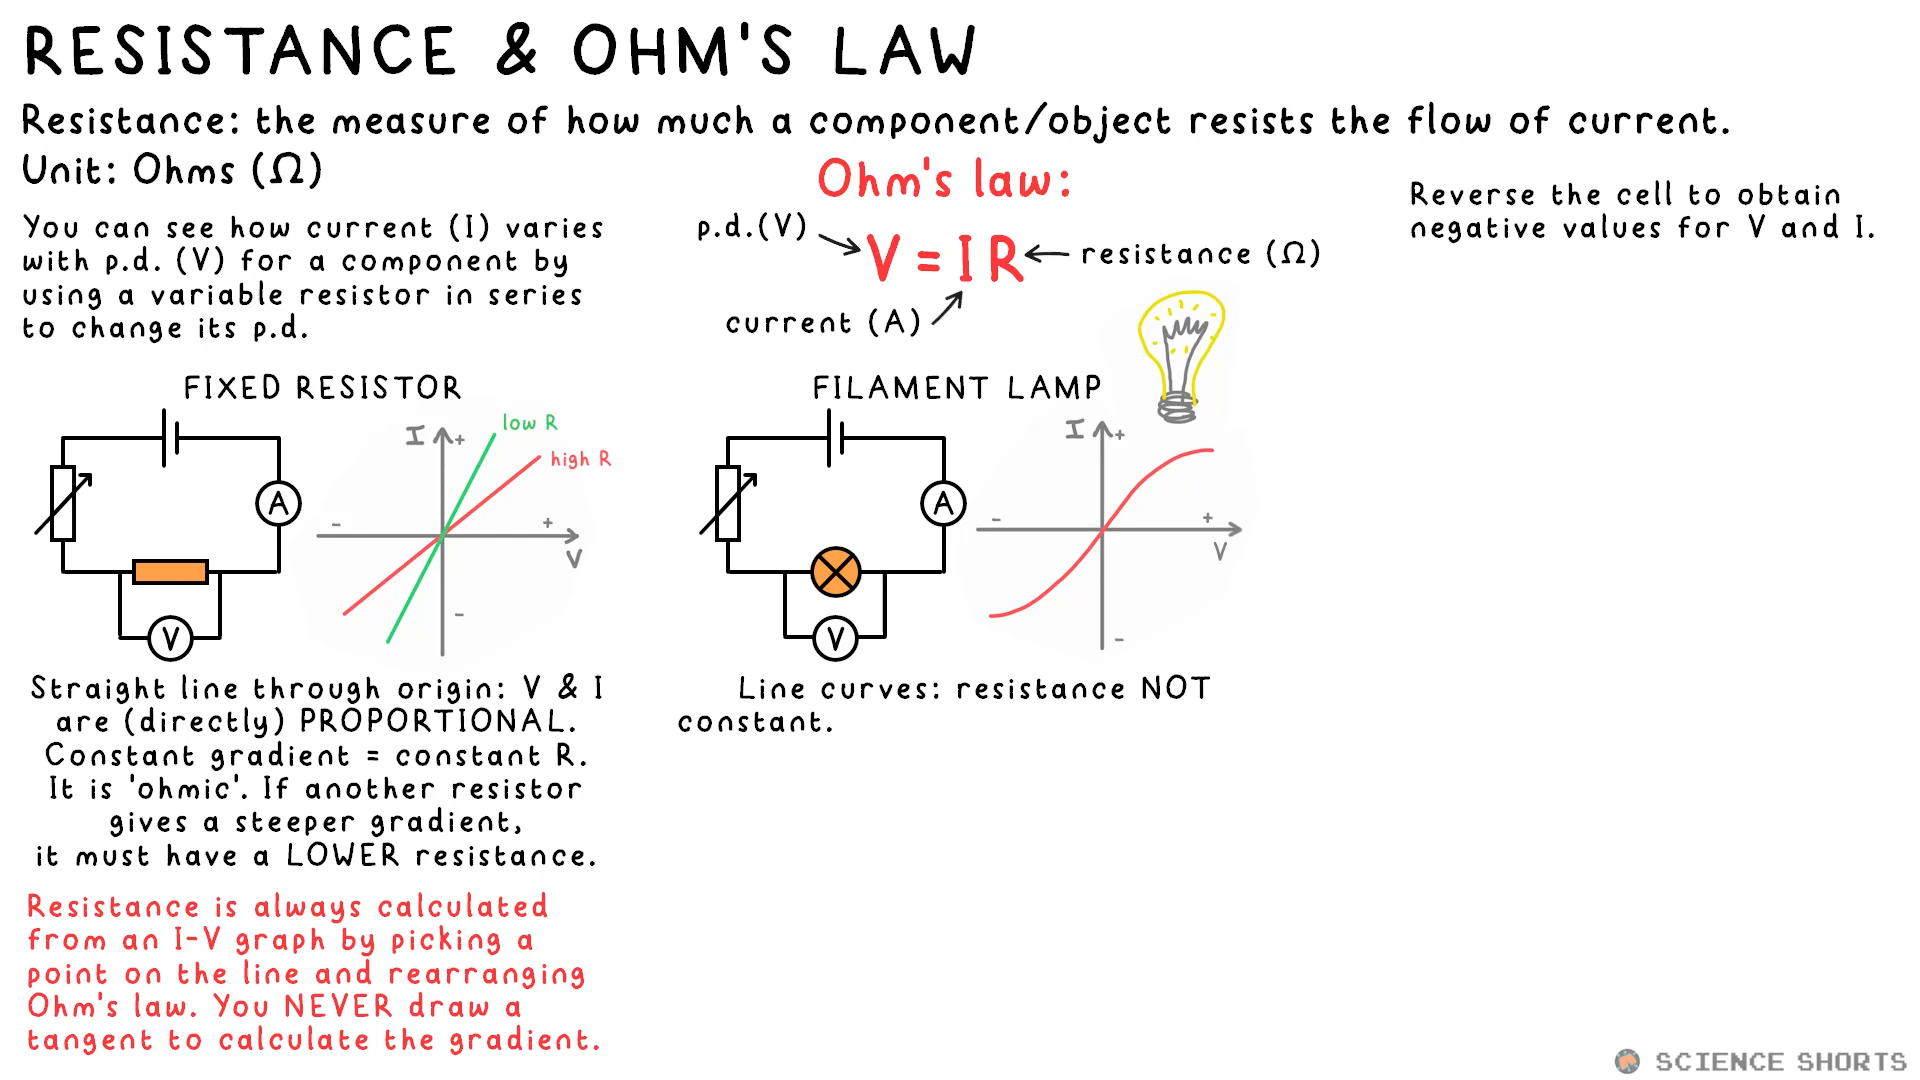 RESISTANCE & OHM'S LAW
Resistance: the measure of how much a component/object resists the flow of current.
Unit: Ohms (Ω)
You can see how current (I) varies
with p.d. (V) for a component by
using a variable resistor in series
to change its p.d.
Ohm's law:
p.d.(V)
V = I R
resistance (Ω)
current (A)
Reverse the cell to obtain
negative values for V and I.
FIXED RESISTOR
A
V
I
+
low R
high R
-
+
V
-
Straight line through origin: V & I
are (directly) PROPORTIONAL.
Constant gradient = constant R.
It is 'ohmic'. If another resistor
gives a steeper gradient,
it must have a LOWER resistance.
Resistance is always calculated
from an I-V graph by picking a
point on the line and rearranging
Ohm's law. You NEVER draw a
tangent to calculate the gradient.
FILAMENT LAMP
A
V
I
+
-
+
V
-
Line curves: resistance NOT
constant.
SCIENCE SHORTS